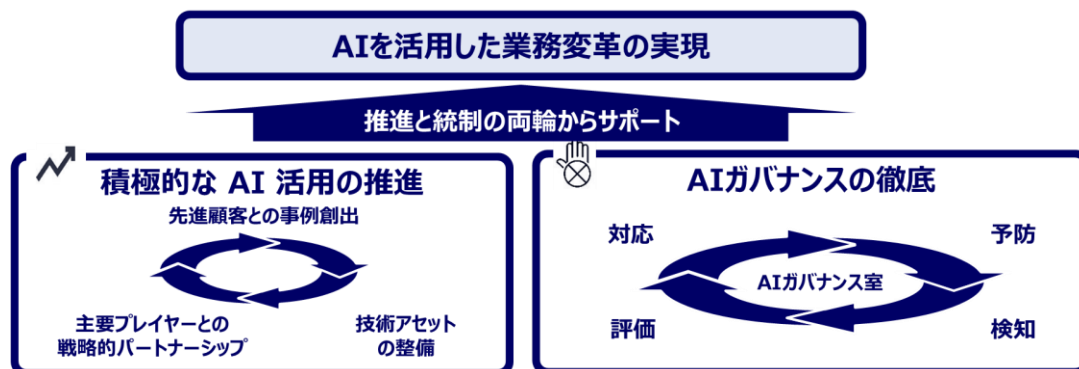 AIを活用した業務変革の実現
推進と統制の両輪からサポート
積極的な AI 活用の推進
先進顧客との事例創出
主要プレイヤーとの
戦略的パートナーシップ
技術アセット
の整備
AIガバナンスの徹底
対応
予防
AIガバナンス室
評価
検知